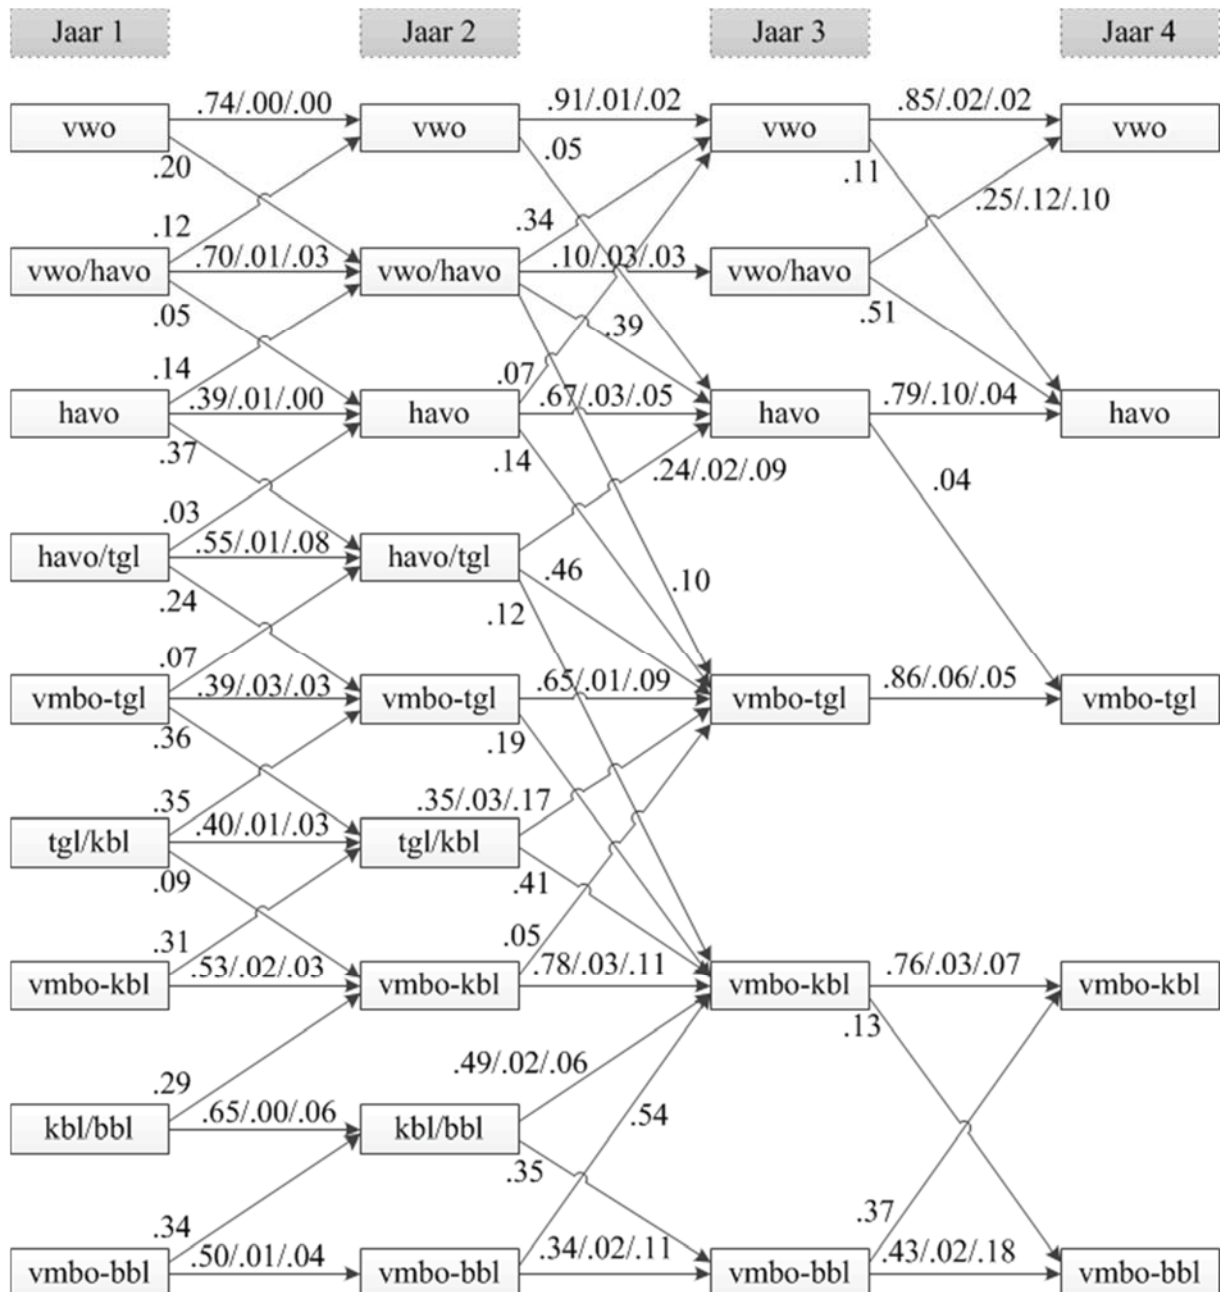 Jaar 1 Jaar 2 Jaar 3 Jaar 4
.74/.00/.00 .91/.01/.02 .85/.02/.02
vwo vwo vwo vwo
.20 .05 .11
.25/.12/.10
.12 .34
.70/.01/.03 .10/.03/.03
vwo/havo vwo/havo vwo/havo
.05 .39 .51
.14 .07
.39/.01/.00 .67/.03/.05 .79/.10/.04
havo havo havo havo
.37 .14 .24/.02/.09 .04
.03
.55/.01/.08
havo/tgl havo/tgl .46
.24 .12 .10
.07
.39/.03/.03 .65/.01/.09 .86/.06/.05
vmbo-tgl vmbo-tgl vmbo-tgl vmbo-tgl
.36 .19
.35 .35/.03/.17
.40/.01/.03
tgl/kbl tgl/kbl
.09 .41
.31 .05
.53/.02/.03 .78/.03/.11 .76/.03/.07
vmbo-kbl vmbo-kbl vmbo-kbl vmbo-kbl
.13
.29 .49/.02/.06
.65/.00/.06 .54
kbl/bbl kbl/bbl
.35
.34 .37
.50/.01/.04 .34/.02/.11 .43/.02/.18
vmbo-bbl vmbo-bbl vmbo-bbl vmbo-bbl